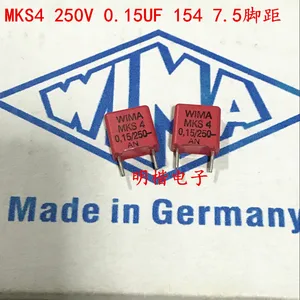 MKS4 250V 0.15UF 154 7.5脚距
WIMA
WIMA
MKS 4
0,15/250~
AN
WIMA
MKS 4
0,15/250~
AN
明楷电子
Made in Germany